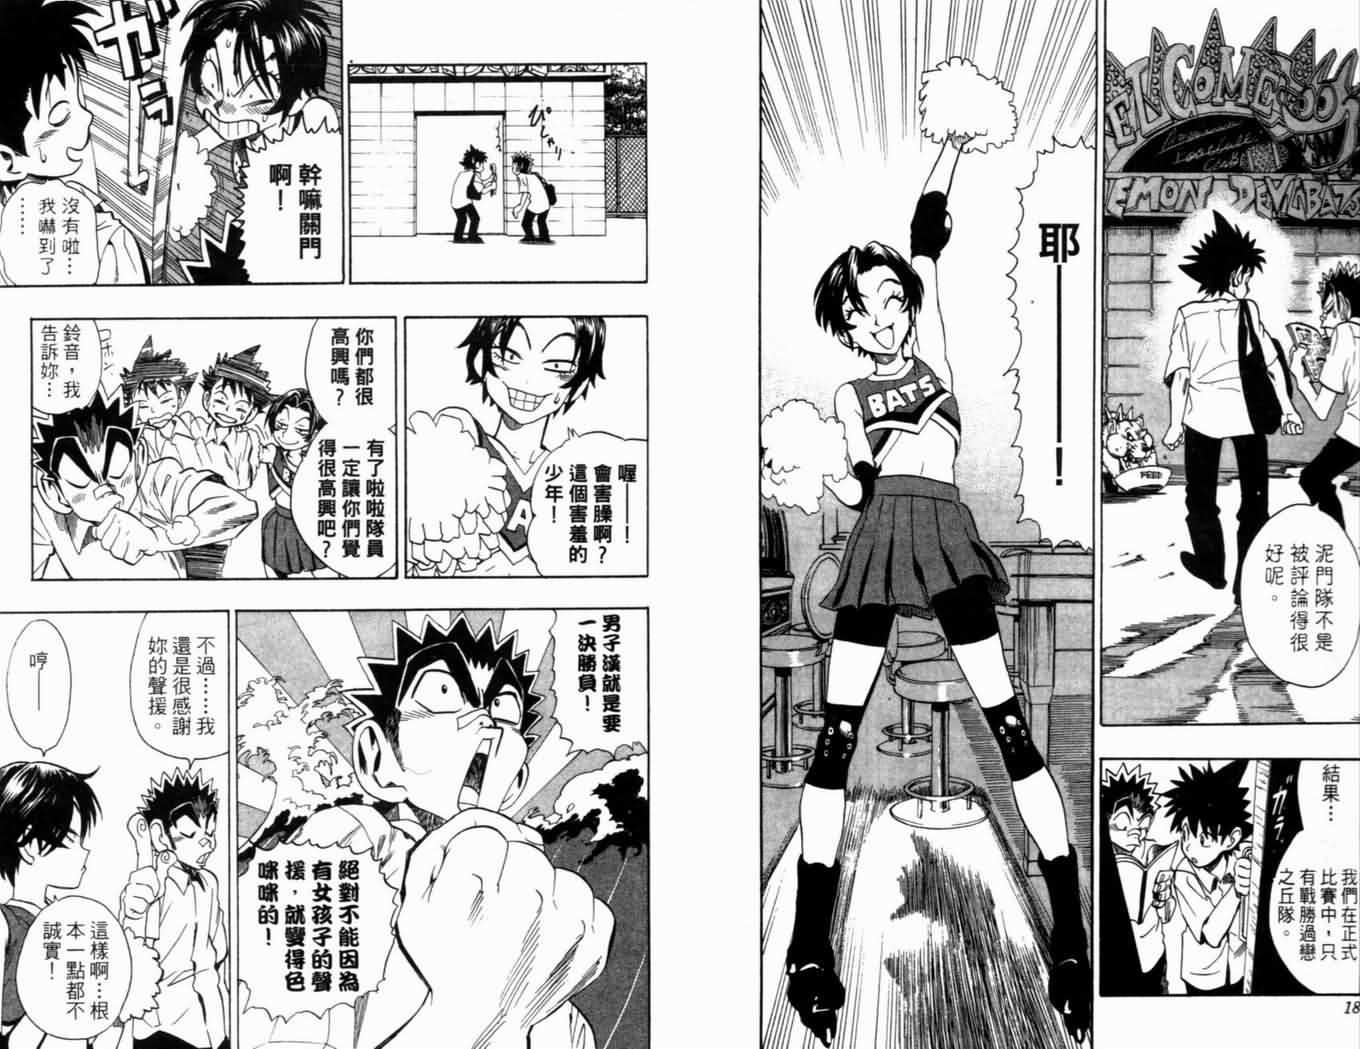 WELCOME
LEMON DEVILBATS
FEED
泥門隊不是
被評論得很
好呢。
結果…
ガラ
我們在正式
比賽中，只
有戰勝過戀
之丘隊。
18
耶——！
BATS
ぴしゃり
ガラ
幹嘛關門
啊！
沒有啦…
我嚇到了
……
喔——！
會害臊啊？
這個害羞的
少年！
你們都很
高興嗎？
有了啦啦隊員
一定讓你們覺
得很高興吧？
コホン
鈴音，我
告訴妳…
男子漢就是要
一決勝負！
絕對不能因為
有女孩子的聲
援，就變得色
咪咪的！
不過……我
還是很感謝
妳的聲援。
哼——
這樣啊…根
本一點都不
誠實！